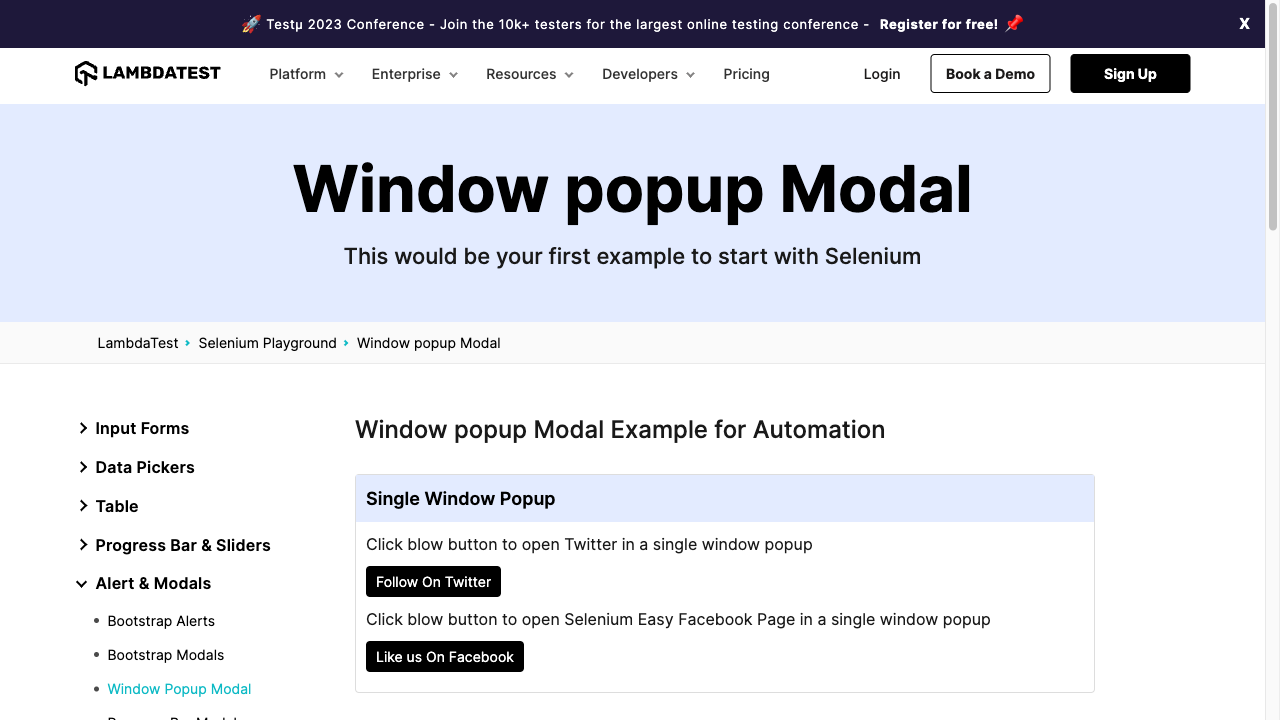 Testμ 2023 Conference - Join the 10k+ testers for the largest online testing conference - Register for free! X
LAMBDATEST Platform Enterprise Resources Developers Pricing Login Book a Demo Sign Up
Window popup Modal
This would be your first example to start with Selenium
LambdaTest Selenium Playground Window popup Modal
Input Forms
Data Pickers
Table
Progress Bar & Sliders
Alert & Modals
Bootstrap Alerts
Bootstrap Modals
Window Popup Modal
Window popup Modal Example for Automation
Single Window Popup
Click blow button to open Twitter in a single window popup
Follow On Twitter
Click blow button to open Selenium Easy Facebook Page in a single window popup
Like us On Facebook